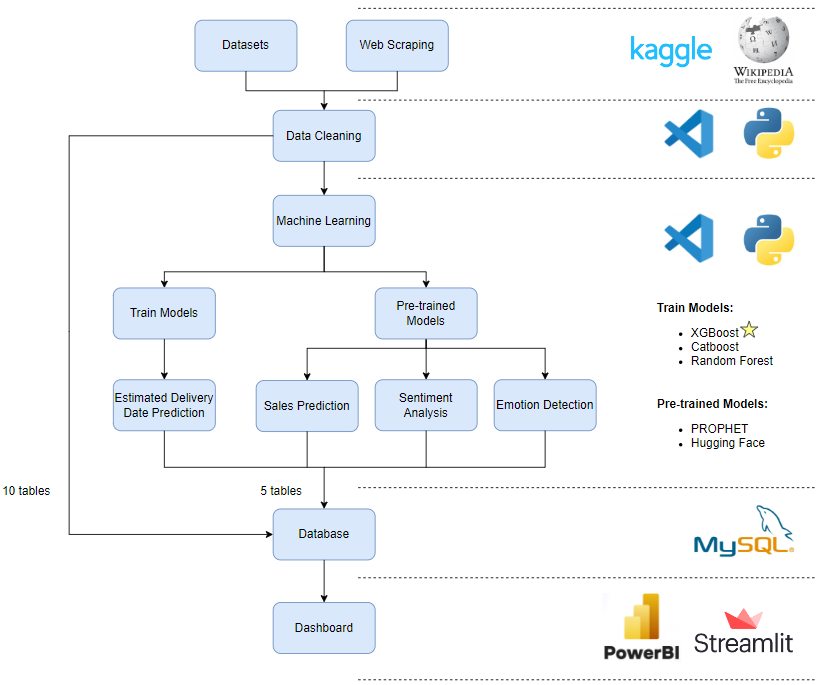 Datasets
Web Scraping
kaggle
WIKIPEDIA
The Free Encyclopedia
Data Cleaning
Machine Learning
Train Models
Pre-trained
Models
Train Models:
XGBoost
Catboost
Random Forest
Estimated Delivery
Date Prediction
Sales Prediction
Sentiment
Analysis
Emotion Detection
Pre-trained Models:
PROPHET
Hugging Face
10 tables
5 tables
Database
MySQL®
Dashboard
PowerBI
Streamlit